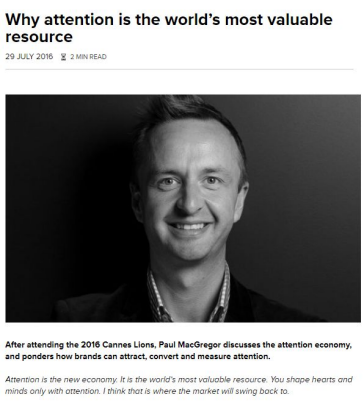 Why attention is the world's most valuable
resource
29 JULY 2016 2 MIN READ
After attending the 2016 Cannes Lions, Paul MacGregor discusses the attention economy,
and ponders how brands can attract, convert and measure attention.
Attention is the new economy. It is the world's most valuable resource. You shape hearts and
minds only with attention. I think that is where the market will swing back to.